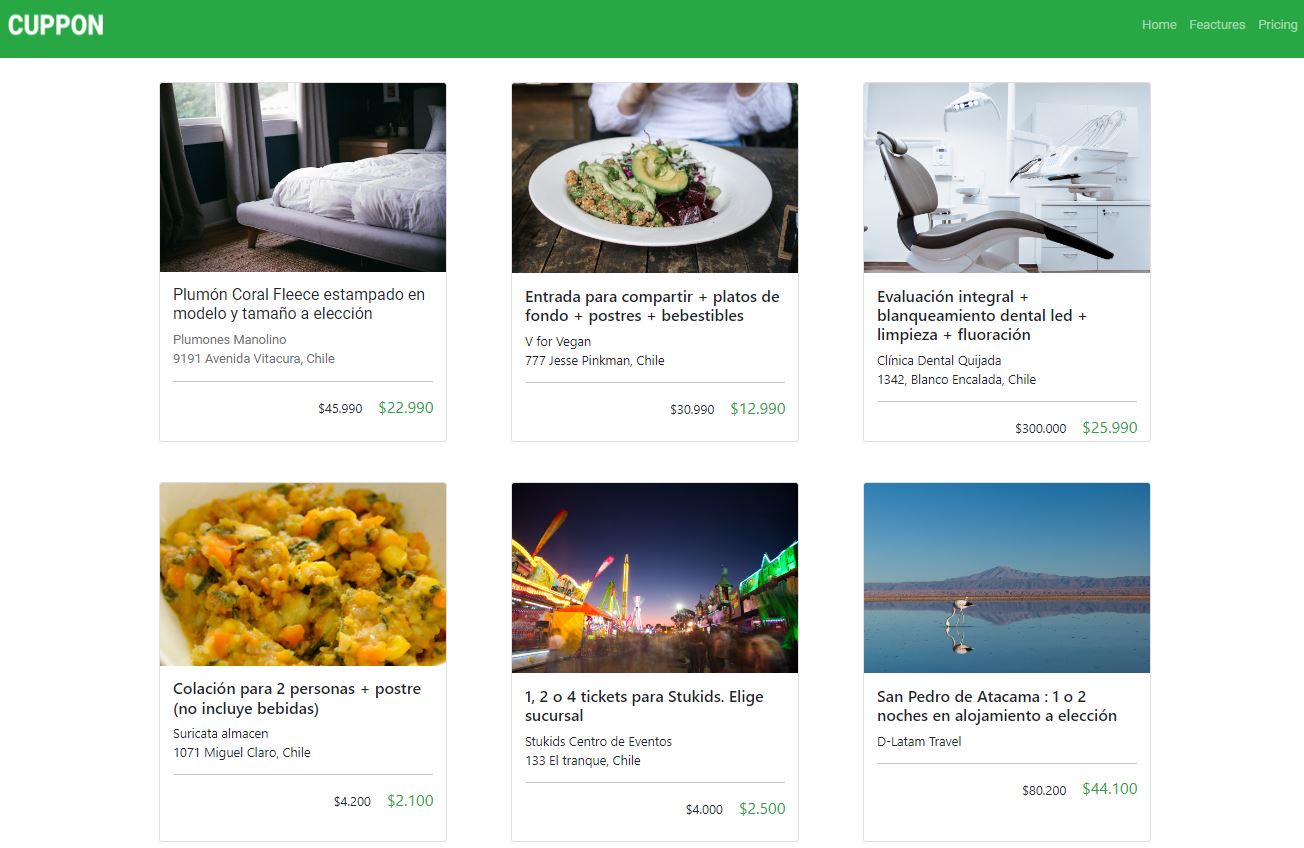 CUPPON
Home Feactures Pricing
Plumón Coral Fleece estampado en
modelo y tamaño a elección
Plumones Manolino
9191 Avenida Vitacura, Chile
$45.990 $22.990
Entrada para compartir + platos de
fondo + postres + bebestibles
V for Vegan
777 Jesse Pinkman, Chile
$30.990 $12.990
Evaluación integral +
blanqueamiento dental led +
limpieza + fluoración
Clínica Dental Quijada
1342, Blanco Encalada, Chile
$300.000 $25.990
Colación para 2 personas + postre
(no incluye bebidas)
Suricata almacen
1071 Miguel Claro, Chile
$4.200 $2.100
1, 2 o 4 tickets para Stukids. Elige
sucursal
Stukids Centro de Eventos
133 El tranque, Chile
$4.000 $2.500
San Pedro de Atacama : 1 o 2
noches en alojamiento a elección
D-Latam Travel
$80.200 $44.100